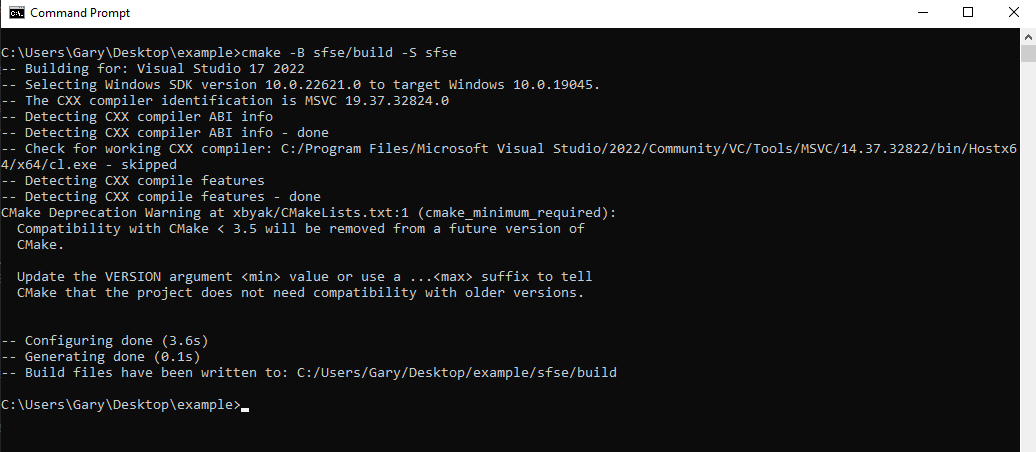 Command Prompt
C:\Users\Gary\Desktop\example>cmake -B sfse/build -S sfse
-- Building for: Visual Studio 17 2022
-- Selecting Windows SDK version 10.0.22621.0 to target Windows 10.0.19045.
-- The CXX compiler identification is MSVC 19.37.32824.0
-- Detecting CXX compiler ABI info
-- Detecting CXX compiler ABI info - done
-- Check for working CXX compiler: C:/Program Files/Microsoft Visual Studio/2022/Community/VC/Tools/MSVC/14.37.32822/bin/Hostx6
4/x64/cl.exe - skipped
-- Detecting CXX compile features
-- Detecting CXX compile features - done
CMake Deprecation Warning at xbyak/CMakeLists.txt:1 (cmake_minimum_required):
  Compatibility with CMake < 3.5 will be removed from a future version of
  CMake.

  Update the VERSION argument <min> value or use a ...<max> suffix to tell
  CMake that the project does not need compatibility with older versions.


-- Configuring done (3.6s)
-- Generating done (0.1s)
-- Build files have been written to: C:/Users/Gary/Desktop/example/sfse/build

C:\Users\Gary\Desktop\example>